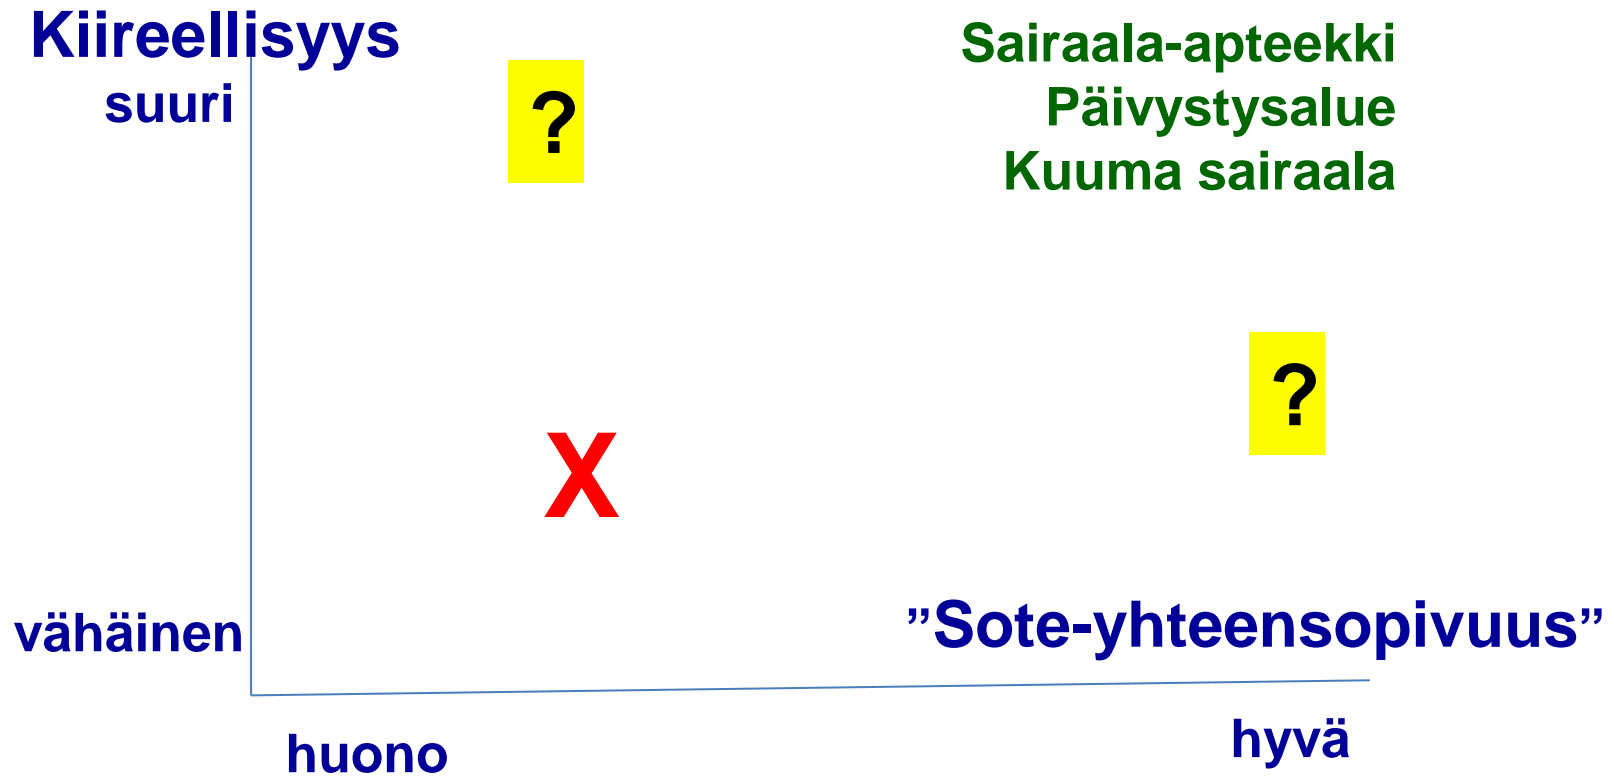 Kiireellisyys
suuri
?
Sairaala-apteekki
Päivystysalue
Kuuma sairaala
?
X
vähäinen
”Sote-yhteensopivuus”
huono
hyvä